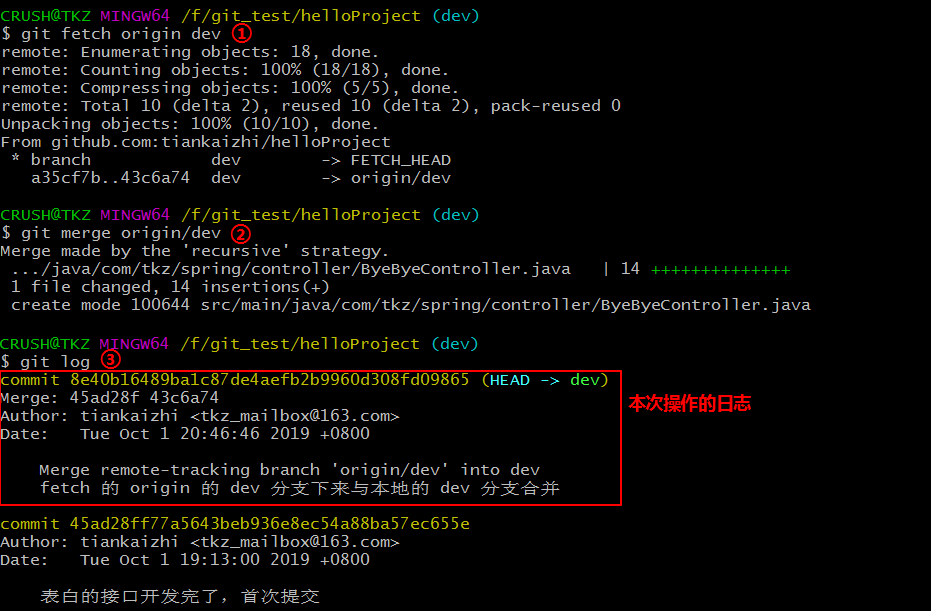 CRUSH@TKZ MINGW64 /f/git_test/helloProject (dev)
$ git fetch origin dev ①
remote: Enumerating objects: 18, done.
remote: Counting objects: 100% (18/18), done.
remote: Compressing objects: 100% (5/5), done.
remote: Total 10 (delta 2), reused 10 (delta 2), pack-reused 0
Unpacking objects: 100% (10/10), done.
From github.com:tiankaizhi/helloProject
 * branch            dev        -> FETCH_HEAD
   a35cf7b..43c6a74  dev        -> origin/dev
CRUSH@TKZ MINGW64 /f/git_test/helloProject (dev)
$ git merge origin/dev ②
Merge made by the 'recursive' strategy.
 .../java/com/tkz/spring/controller/ByeByeController.java   | 14 ++++++++++++++
 1 file changed, 14 insertions(+)
 create mode 100644 src/main/java/com/tkz/spring/controller/ByeByeController.java
CRUSH@TKZ MINGW64 /f/git_test/helloProject (dev)
$ git log ③
commit 8e40b16489ba1c87de4aefb2b9960d308fd09865 (HEAD -> dev)
Merge: 45ad28f 43c6a74
本次操作的日志
Author: tiankaizhi <tkz_mailbox@163.com>
Date:   Tue Oct 1 20:46:46 2019 +0800
    Merge remote-tracking branch 'origin/dev' into dev
    fetch 的 origin 的 dev 分支下来与本地的 dev 分支合并
commit 45ad28ff77a5643beb936e8ec54a88ba57ec655e
Author: tiankaizhi <tkz_mailbox@163.com>
Date:   Tue Oct 1 19:13:00 2019 +0800
    表白的接口开发完了，首次提交